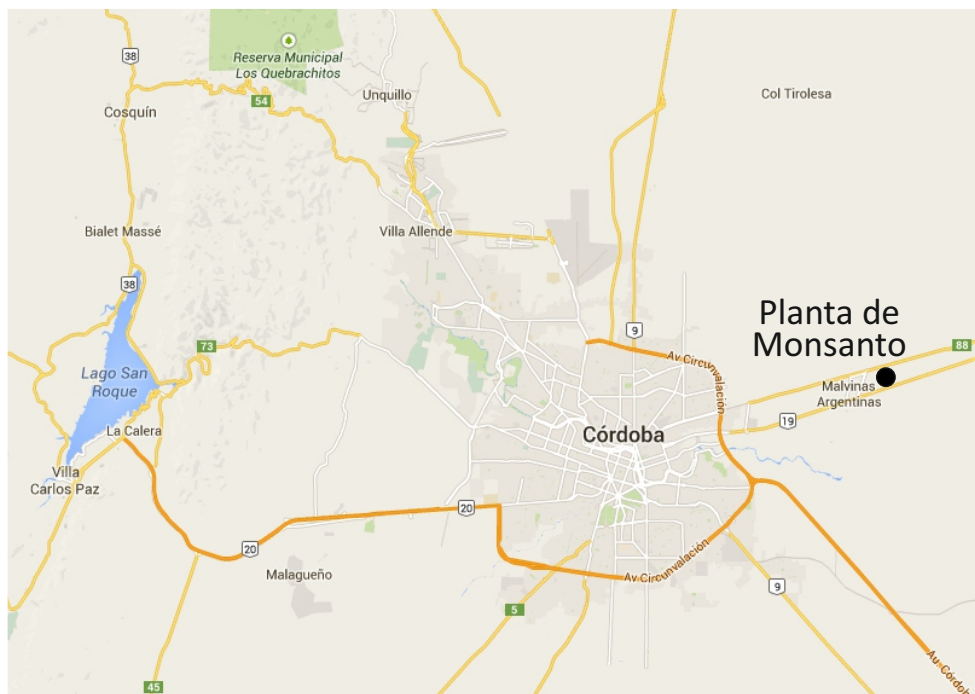 38
Reserva Municipal
Los Quebrachitos
Unquillo
54
Cosquín
Col Tirolesa
Bialet Massé
Villa Allende
38
Planta de
Monsanto
9
73
88
Av Circunvalación
Lago San
Roque
Malvinas
Argentinas
19
La Calera
Córdoba
Villa
Carlos Paz
20
20
Malagueño
Av Circunvalación
9
5
45
Au. Córdo